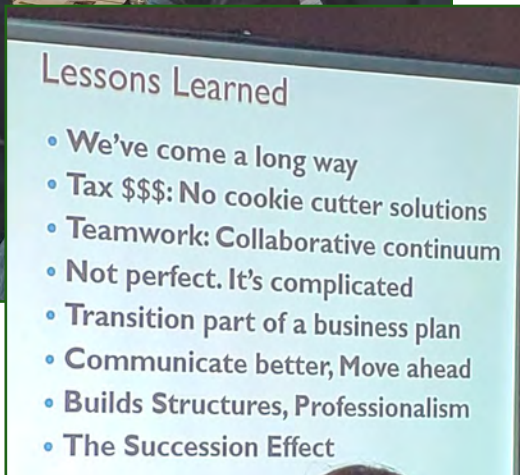 Lessons Learned
• We've come a long way
• Tax $$$: No cookie cutter solutions
• Teamwork: Collaborative continuum
• Not perfect. It's complicated
• Transition part of a business plan
• Communicate better, Move ahead
• Builds Structures, Professionalism
• The Succession Effect